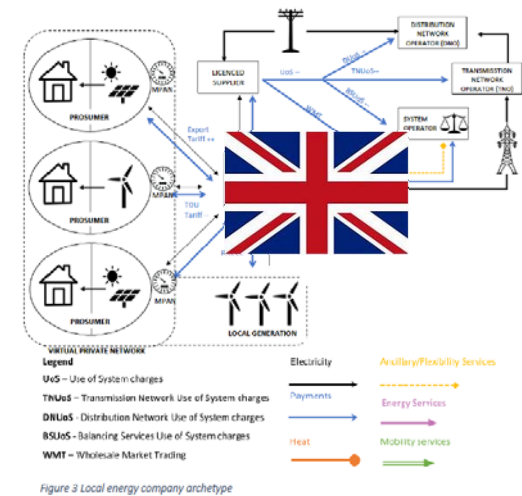 DISTRIBUTION
NETWORK
OPERATOR (DNO)
DUoS --
LICENCED
SUPPLIER
UoS --
TNUoS--
TRANSMISSION
NETWORK
OPERATOR (TNO)
BSUoS--
WMT
SYSTEM
OPERATOR
MPAN
PROSUMER
Export
Tariff ++
MPAN
TOU
Tariff
PROSUMER
MPAN
PROSUMER
LOCAL GENERATION
VIRTUAL PRIVATE NETWORK
Legend
UoS – Use of System charges
TNUoS – Transmission Network Use of System charges
DNUoS - Distribution Network Use of System charges
BSUoS - Balancing Services Use of System charges
WMT – Wholesale Market Trading
Electricity
Payments
Heat
Ancillary/Flexibility Services
Energy Services
Mobility services
Figure 3 Local energy company archetype